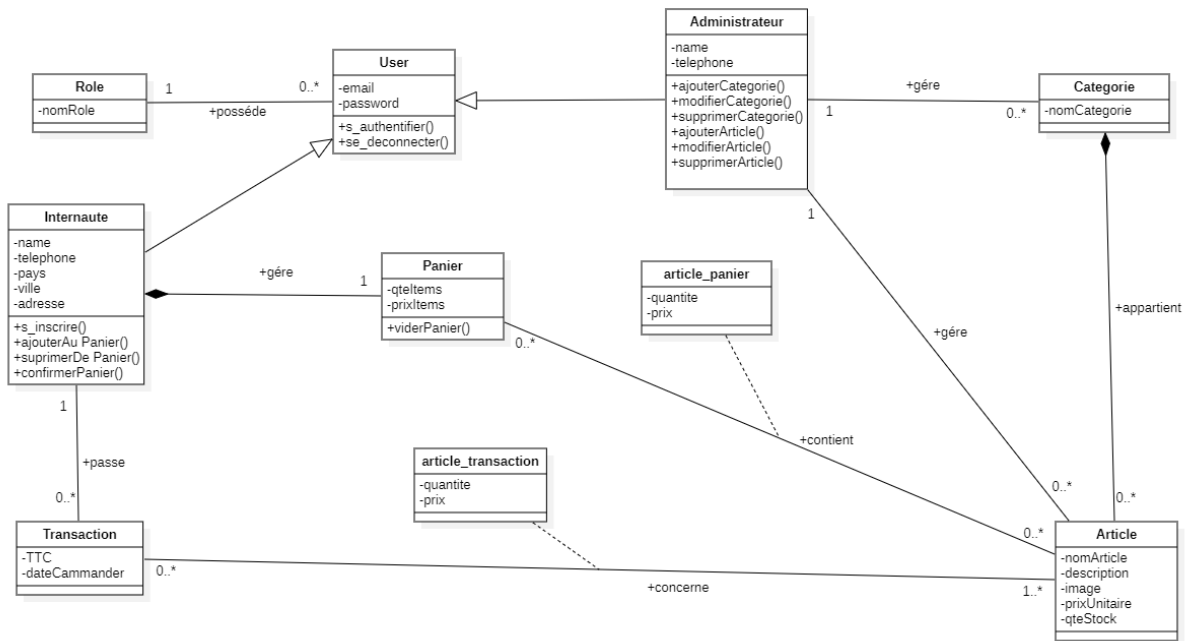 Administrateur
-name
-telephone
+ajouterCategorie()
+modifierCategorie()
+supprimerCategorie()
+ajouterArticle()
+modifierArticle()
+supprimerArticle()
User
-email
-password
+s_authentifier()
+se_deconnecter()
Role
-nomRole
1
0..*
+posséde
+gére
1
0..*
Categorie
-nomCategorie
Internaute
-name
-telephone
-pays
-ville
-adresse
+s_inscrire()
+ajouterAu Panier()
+suprimerDe Panier()
+confirmerPanier()
+gére
1
Panier
-qteItems
-prixItems
+viderPanier()
0..*
article_panier
-quantite
-prix
1
+gére
0..*
+appartient
0..*
+contient
0..*
1
+passe
0..*
article_transaction
-quantite
-prix
Transaction
-TTC
-dateCammander
0..*
+concerne
1..*
Article
-nomArticle
-description
-image
-prixUnitaire
-qteStock